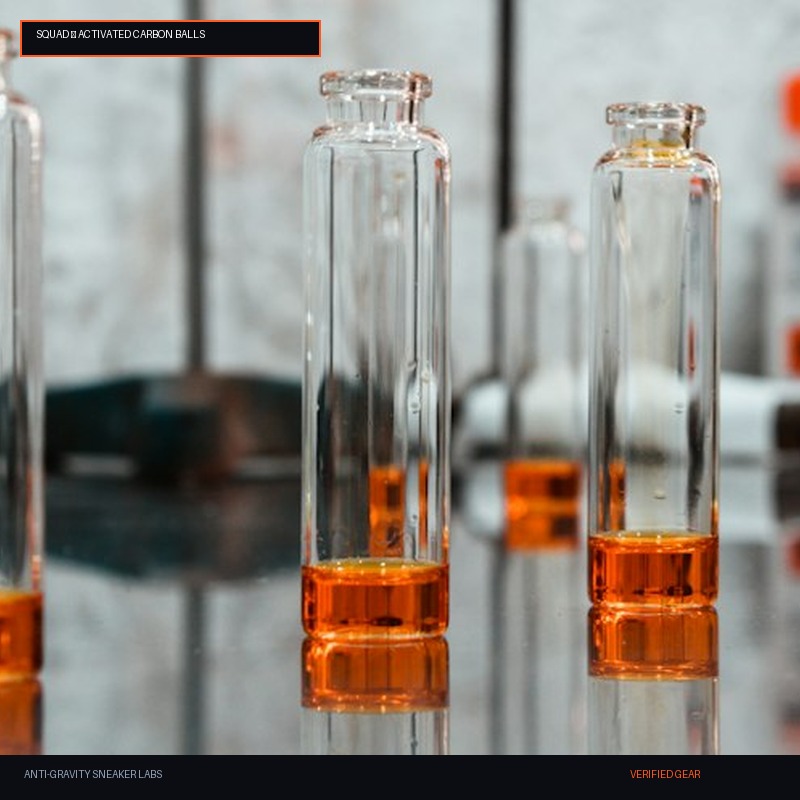 SQUAD ACTIVATED CARBON BALLS
ANTI-GRAVITY SNEAKER LABS
VERIFIED GEAR